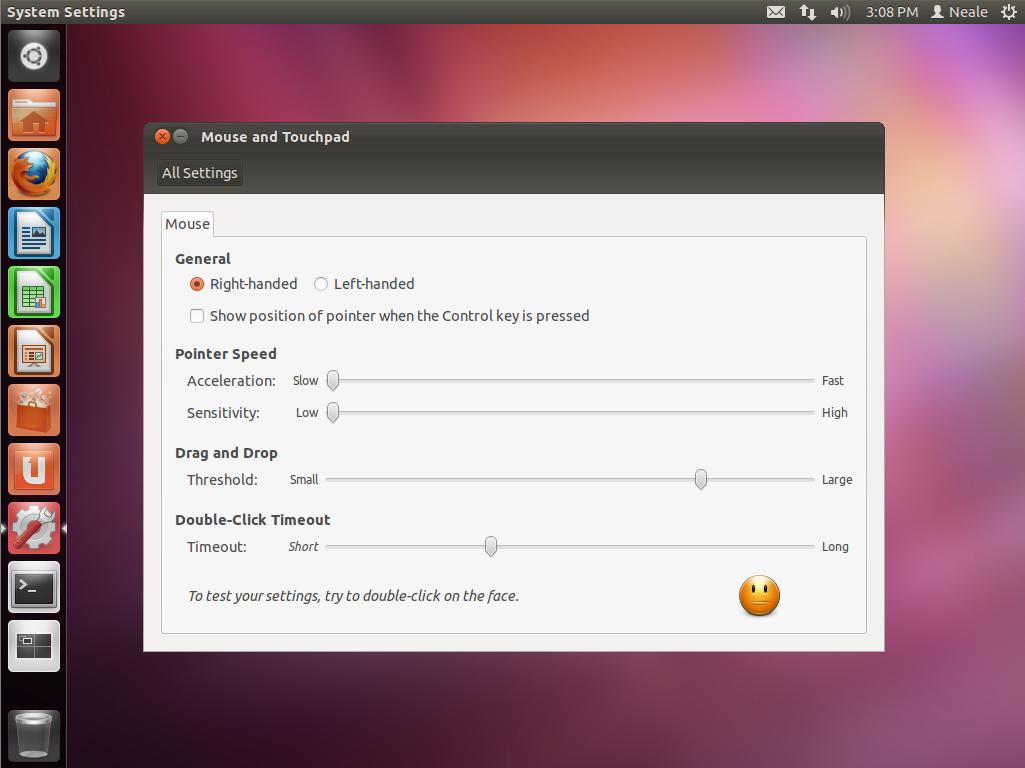 System Settings
3:08 PM Neale
Mouse and Touchpad
All Settings
Mouse
General
Right-handed Left-handed
Show position of pointer when the Control key is pressed
Pointer Speed
Acceleration: Slow Fast
Sensitivity: Low High
Drag and Drop
Threshold: Small Large
Double-Click Timeout
Timeout: Short Long
To test your settings, try to double-click on the face.